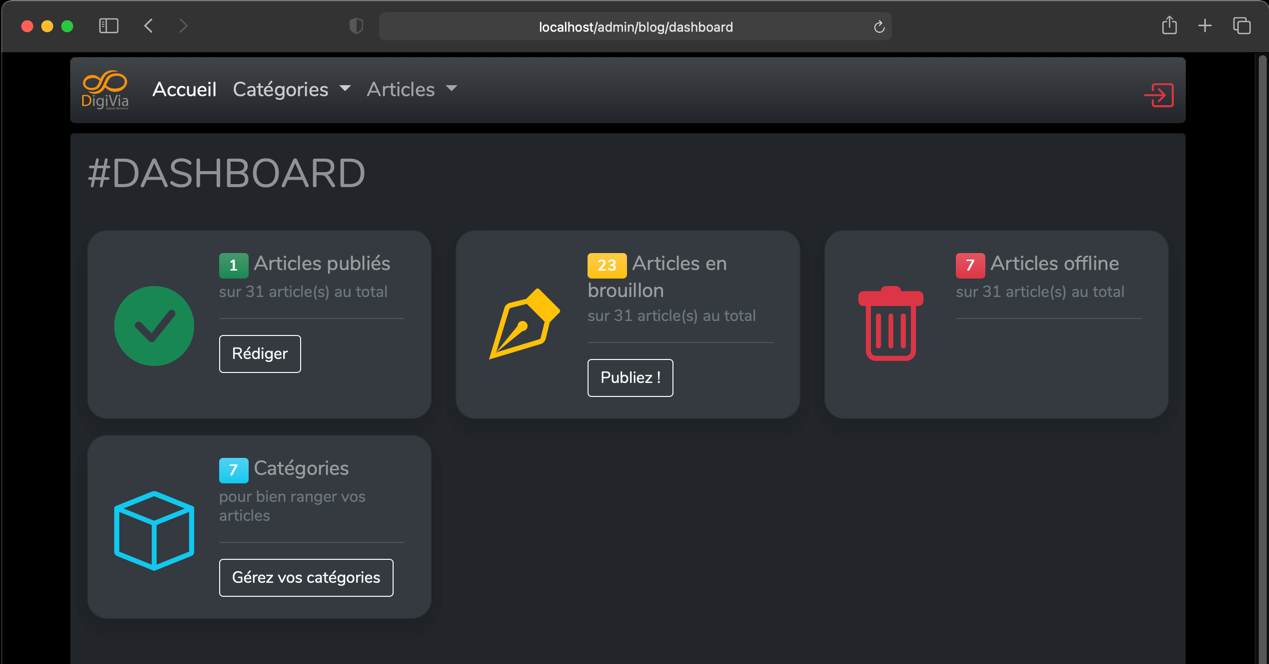 localhost/admin/blog/dashboard
DigiVia
Accueil Catégories Articles
#DASHBOARD
1 Articles publiés
sur 31 article(s) au total
Rédiger
23 Articles en
brouillon
sur 31 article(s) au total
Publiez !
7 Articles offline
sur 31 article(s) au total
7 Catégories
pour bien ranger vos
articles
Gérez vos catégories